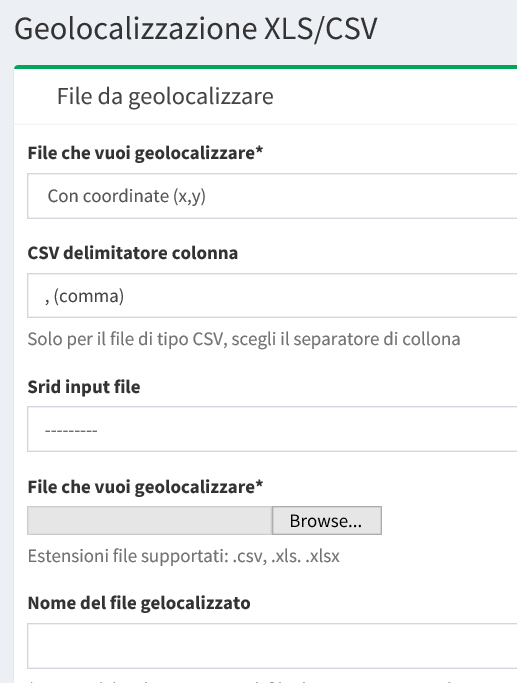 Geolocalizzazione XLS/CSV
File da geolocalizzare
File che vuoi geolocalizzare*
Con coordinate (x,y)
CSV delimitatore colonna
, (comma)
Solo per il file di tipo CSV, scegli il separatore di collona
Srid input file
---------
File che vuoi geolocalizzare*
Browse...
Estensioni file supportati: .csv, .xls. .xlsx
Nome del file gelocalizzato